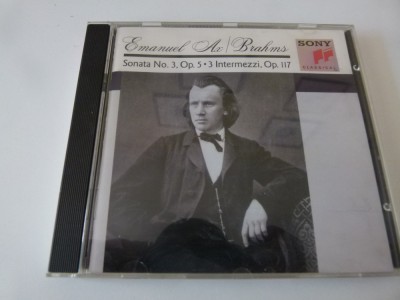 Emanuel Ax | Brahms
Sonata No. 3, Op. 5 • 3 Intermezzi, Op. 117
SONY
CLASSICAL